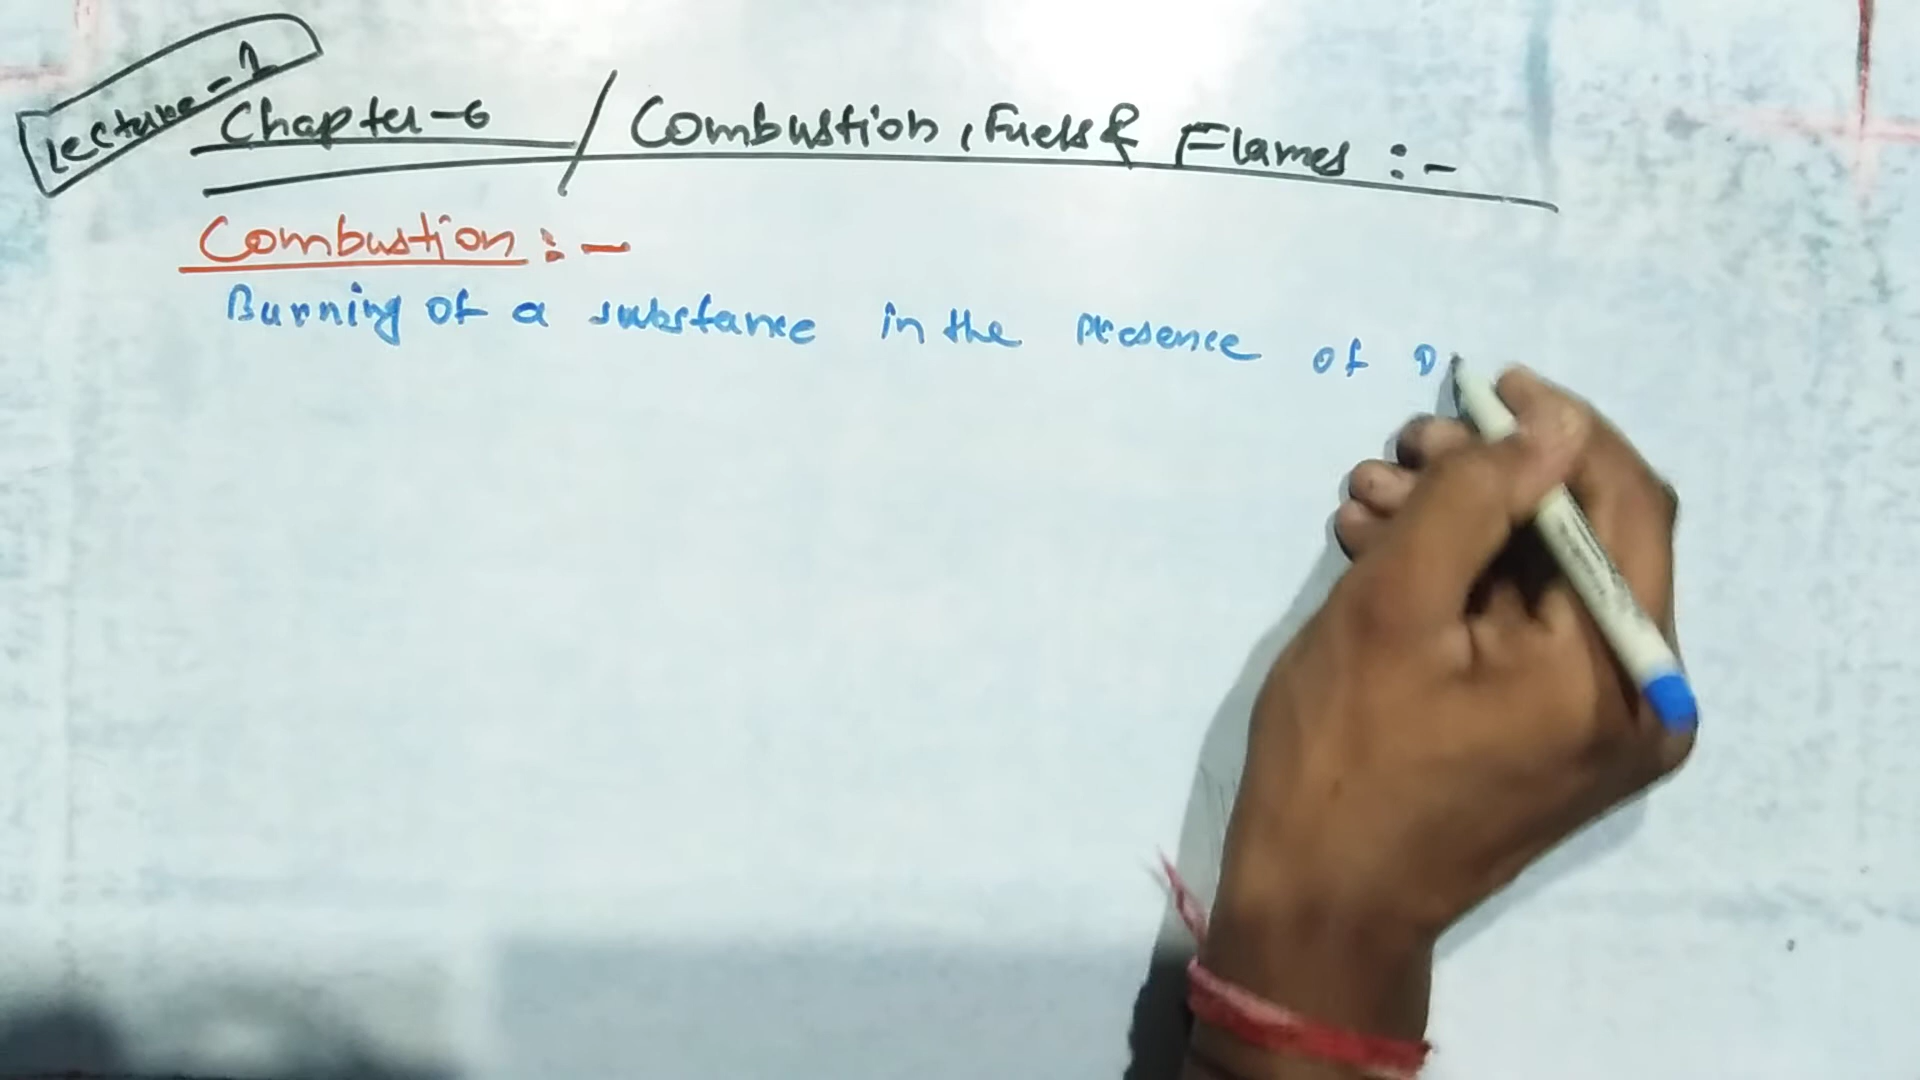 Lecture-1
Chapter-6 / Combustion, Fuels & Flames :-
Combustion :-
Burning of a substance in the presence of